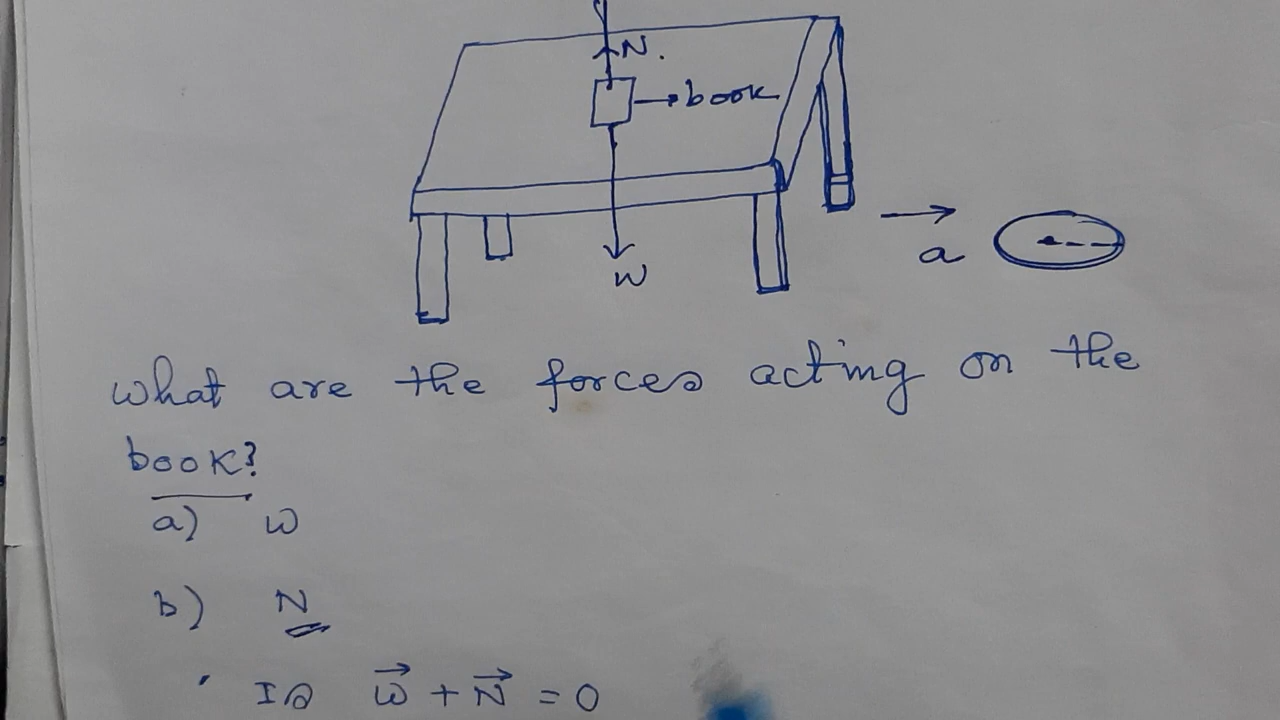 N.
book
W
a
What are the forces acting on the
book?
a) W
b) N
Is W + N = 0